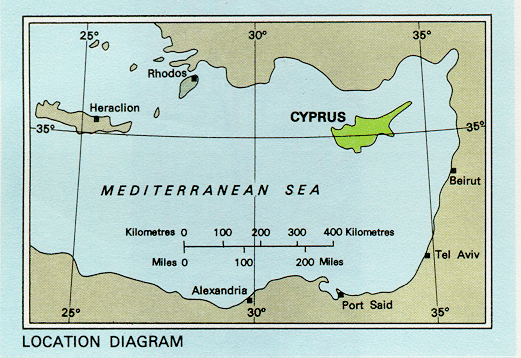 25° 30° 35°
Rhodos
Heraclion
CYPRUS
35° 35°
Beirut
MEDITERRANEAN SEA
Kilometres 0 100 200 300 400 Kilometres
Miles 0 100 200 Miles
Tel Aviv
Alexandria
Port Said
25° 30° 35°
LOCATION DIAGRAM